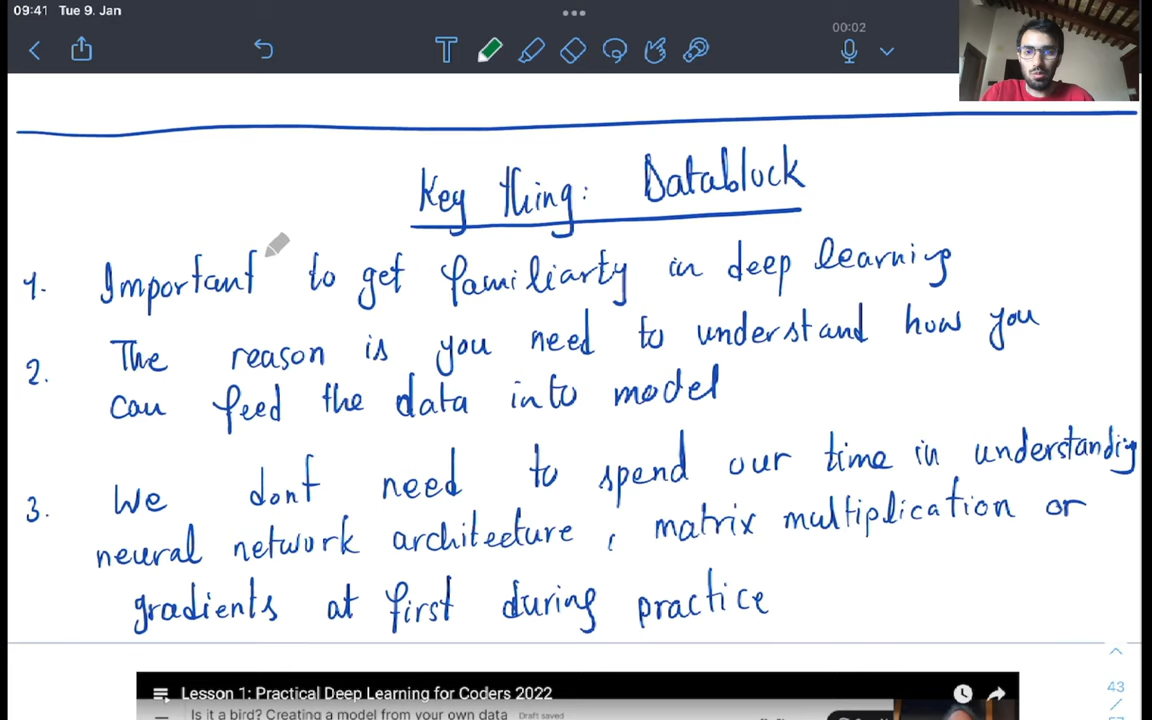 09:41 Tue 9. Jan
00:02
Key thing: Datablock
1. Important to get familiarty in deep learning
2. The reason is you need to understand how you
can feed the data into model
3. We dont need to spend our time in understanding
neural network architecture, matrix multiplication or
gradients at first during practice
43
Lesson 1: Practical Deep Learning for Coders 2022
Is it a bird? Creating a model from your own data Draft saved